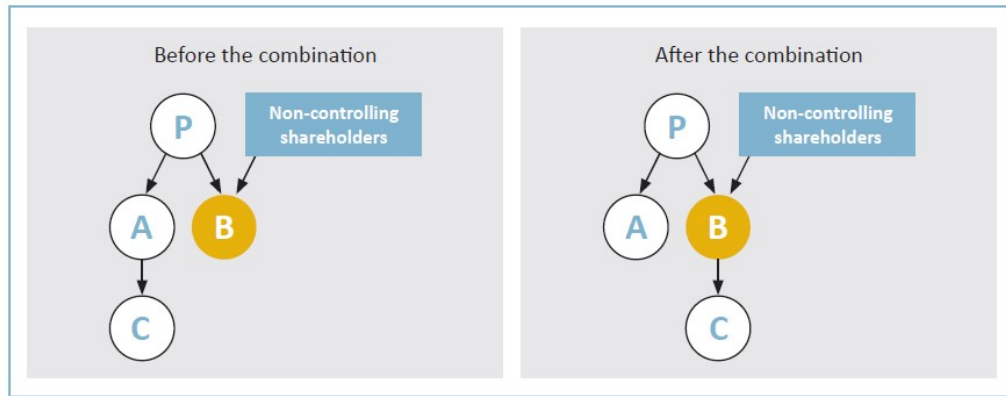 Before the combination
P
Non-controlling
shareholders
A
B
C
After the combination
P
Non-controlling
shareholders
A
B
C